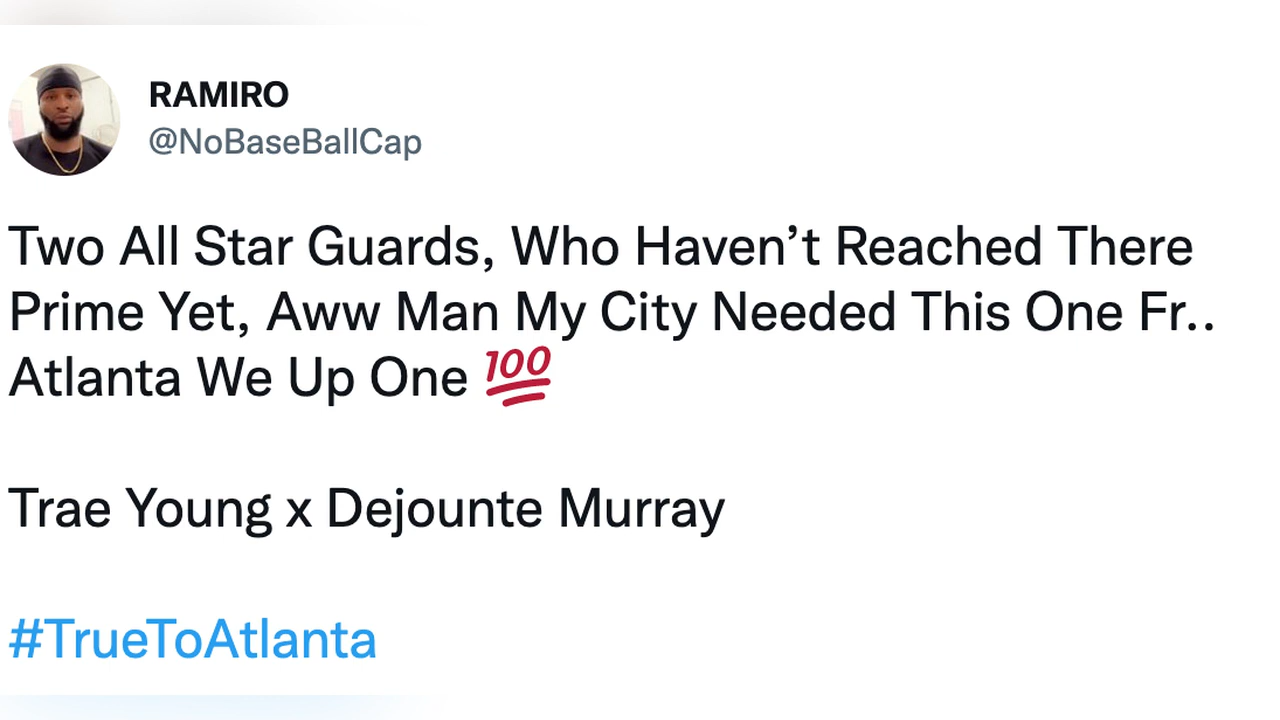 RAMIRO
@NoBaseBallCap
Two All Star Guards, Who Haven’t Reached There
Prime Yet, Aww Man My City Needed This One Fr..
Atlanta We Up One 💯
Trae Young x Dejounte Murray
#TrueToAtlanta